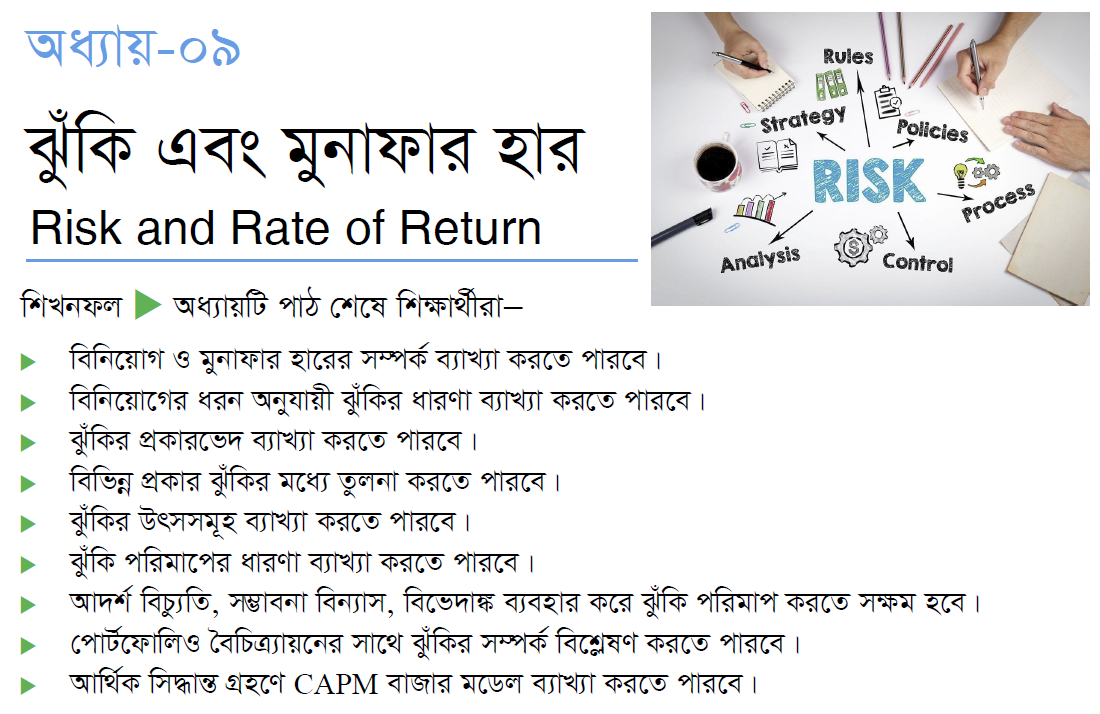 অধ্যায়-০৯
ঝুঁকি এবং মুনাফার হার
Risk and Rate of Return
Rules
Strategy
Policies
RISK
Process
Analysis
Control
শিখনফল ▶ অধ্যায়টি পাঠ শেষে শিক্ষার্থীরা–
▶ বিনিয়োগ ও মুনাফার হারের সম্পর্ক ব্যাখ্যা করতে পারবে।
▶ বিনিয়োগের ধরন অনুযায়ী ঝুঁকির ধারণা ব্যাখ্যা করতে পারবে।
▶ ঝুঁকির প্রকারভেদ ব্যাখ্যা করতে পারবে।
▶ বিভিন্ন প্রকার ঝুঁকির মধ্যে তুলনা করতে পারবে।
▶ ঝুঁকির উৎসসমূহ ব্যাখ্যা করতে পারবে।
▶ ঝুঁকি পরিমাপের ধারণা ব্যাখ্যা করতে পারবে।
▶ আদর্শ বিচ্যুতি, সম্ভাবনা বিন্যাস, বিভেদাঙ্ক ব্যবহার করে ঝুঁকি পরিমাপ করতে সক্ষম হবে।
▶ পোর্টফোলিও বৈচিত্র্যায়নের সাথে ঝুঁকির সম্পর্ক বিশ্লেষণ করতে পারবে।
▶ আর্থিক সিদ্ধান্ত গ্রহণে CAPM বাজার মডেল ব্যাখ্যা করতে পারবে।